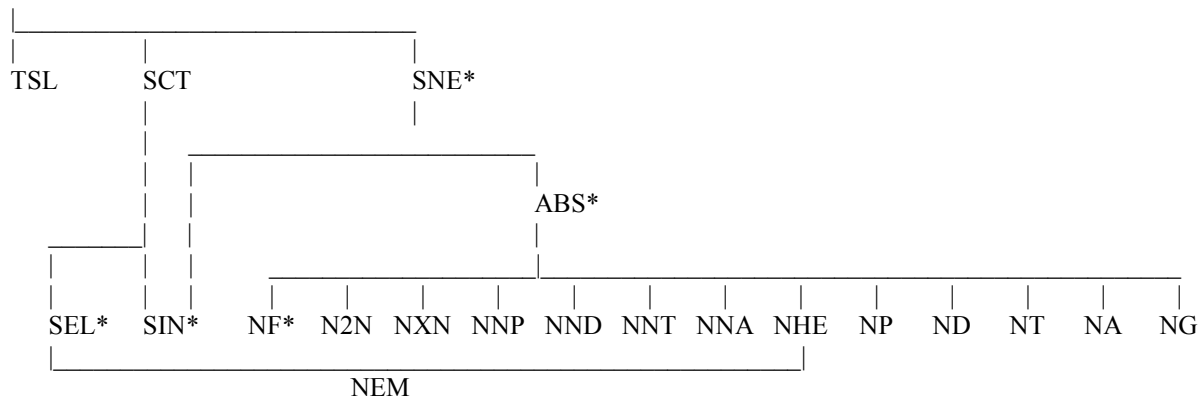 TSL SCT SNE*
ABS*
SEL* SIN* NF* N2N NXN NNP NND NNT NNA NHE NP ND NT NA NG
NEM